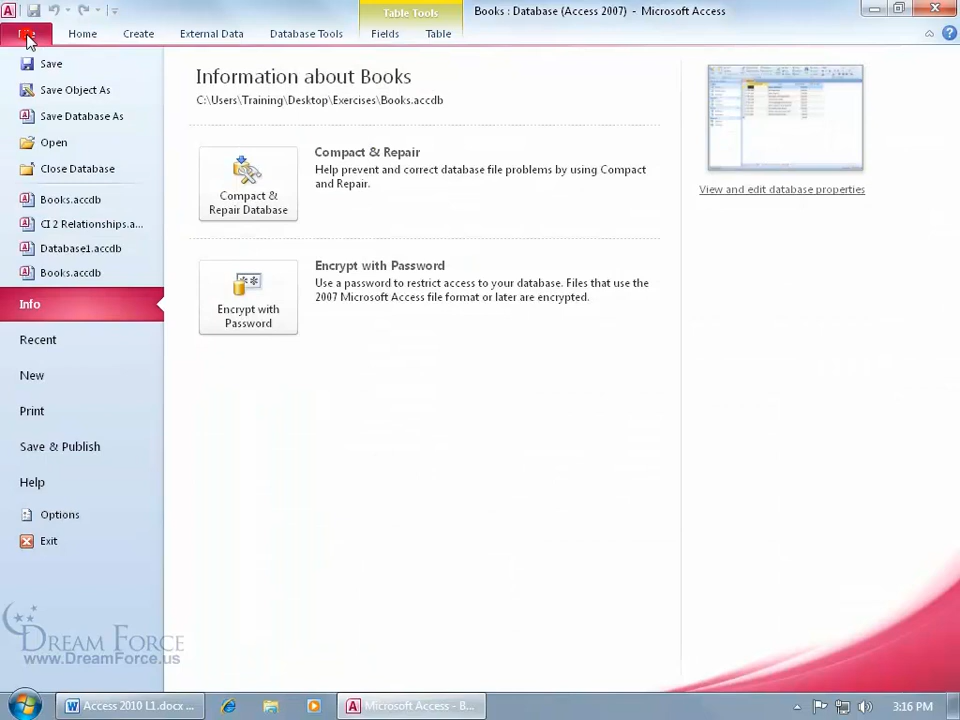 Table Tools
Books : Database (Access 2007) - Microsoft Access
Home
Create
External Data
Database Tools
Fields
Table
Save
Save Object As
Save Database As
Open
Close Database
Books.accdb
CI 2 Relationships.a...
Database1.accdb
Books.accdb
Info
Recent
New
Print
Save & Publish
Help
Options
Exit
Information about Books
C:\Users\Training\Desktop\Exercises\Books.accdb
Compact &
Repair Database
Compact & Repair
Help prevent and correct database file problems by using Compact
and Repair.
Encrypt with
Password
Encrypt with Password
Use a password to restrict access to your database. Files that use the
2007 Microsoft Access file format or later are encrypted.
View and edit database properties
DREAM FORCE
www.DreamForce.us
Access 2010 L1.docx ...
Microsoft Access - B...
3:16 PM